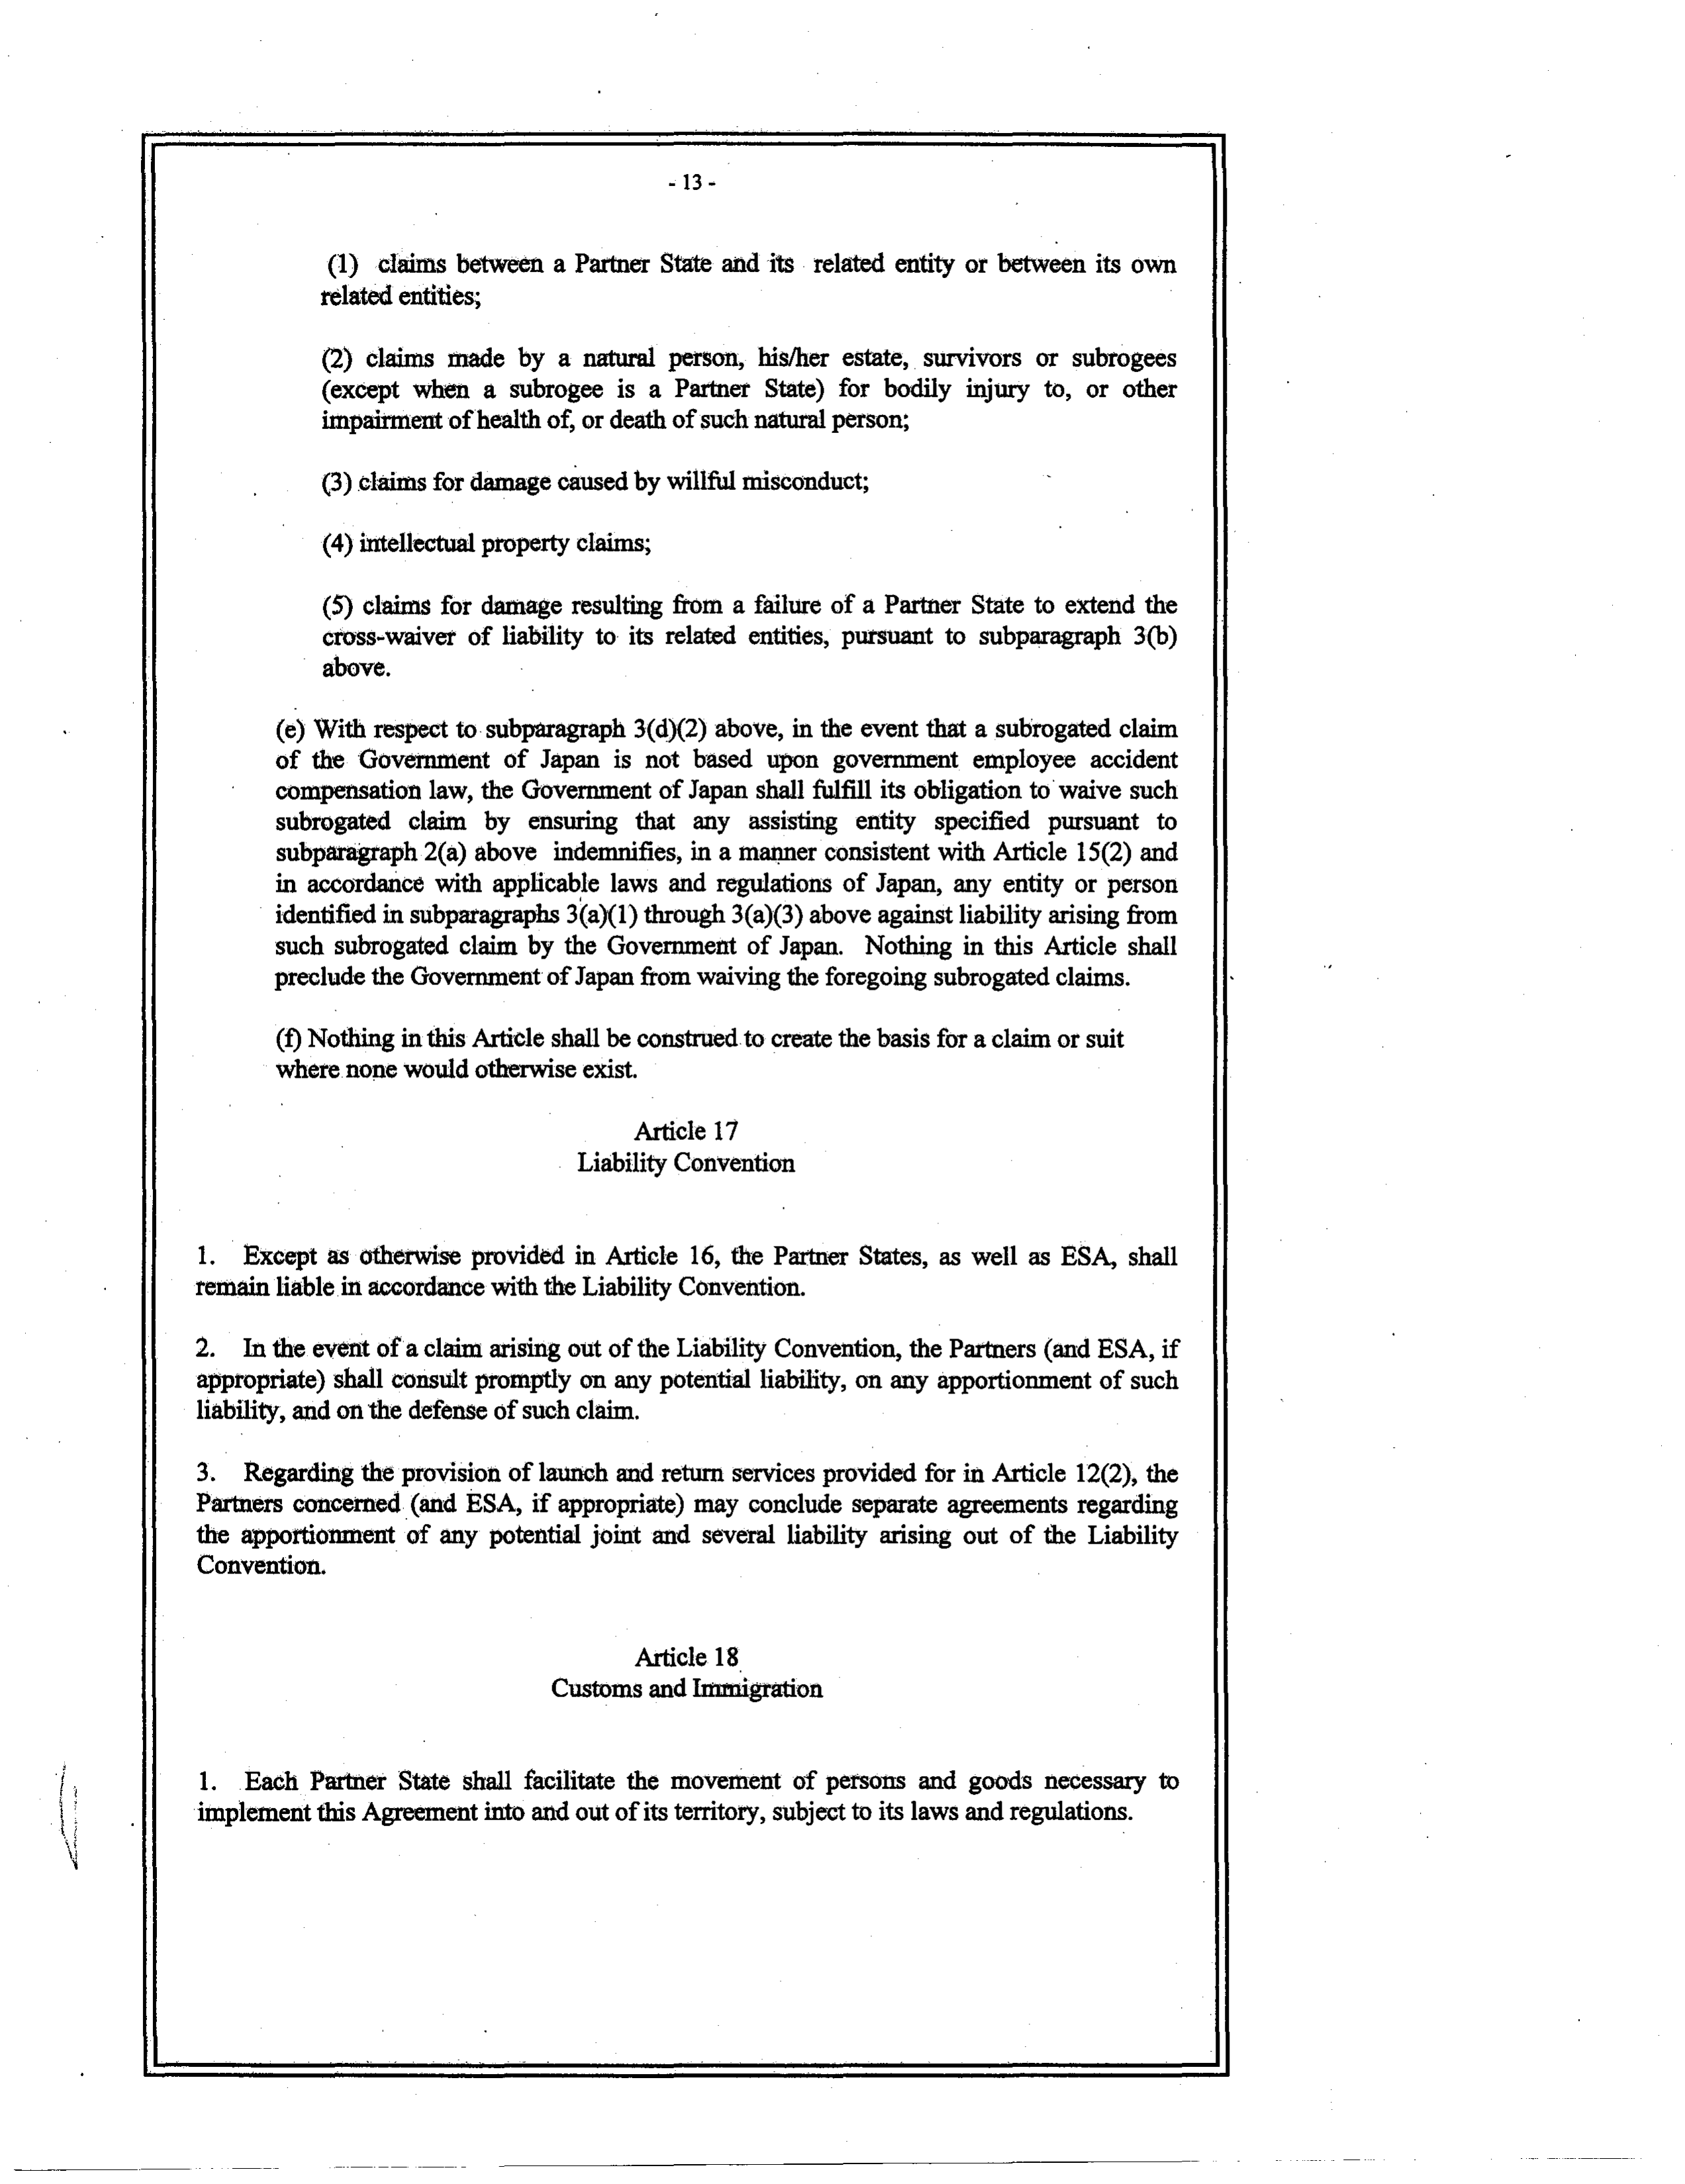 - 13 -
(1) claims between a Partner State and its related entity or between its own
related entities;
(2) claims made by a natural person, his/her estate, survivors or subrogees
(except when a subrogee is a Partner State) for bodily injury to, or other
impairment of health of, or death of such natural person;
(3) claims for damage caused by willful misconduct;
(4) intellectual property claims;
(5) claims for damage resulting from a failure of a Partner State to extend the
cross-waiver of liability to its related entities, pursuant to subparagraph 3(b)
above.
(e) With respect to subparagraph 3(d)(2) above, in the event that a subrogated claim
of the Government of Japan is not based upon government employee accident
compensation law, the Government of Japan shall fulfill its obligation to waive such
subrogated claim by ensuring that any assisting entity specified pursuant to
subparagraph 2(a) above indemnifies, in a manner consistent with Article 15(2) and
in accordance with applicable laws and regulations of Japan, any entity or person
identified in subparagraphs 3(a)(1) through 3(a)(3) above against liability arising from
such subrogated claim by the Government of Japan. Nothing in this Article shall
preclude the Government of Japan from waiving the foregoing subrogated claims.
(f) Nothing in this Article shall be construed to create the basis for a claim or suit
where none would otherwise exist.
Article 17
Liability Convention
1. Except as otherwise provided in Article 16, the Partner States, as well as ESA, shall
remain liable in accordance with the Liability Convention.
2. In the event of a claim arising out of the Liability Convention, the Partners (and ESA, if
appropriate) shall consult promptly on any potential liability, on any apportionment of such
liability, and on the defense of such claim.
3. Regarding the provision of launch and return services provided for in Article 12(2), the
Partners concerned (and ESA, if appropriate) may conclude separate agreements regarding
the apportionment of any potential joint and several liability arising out of the Liability
Convention.
Article 18
Customs and Immigration
1. Each Partner State shall facilitate the movement of persons and goods necessary to
implement this Agreement into and out of its territory, subject to its laws and regulations.